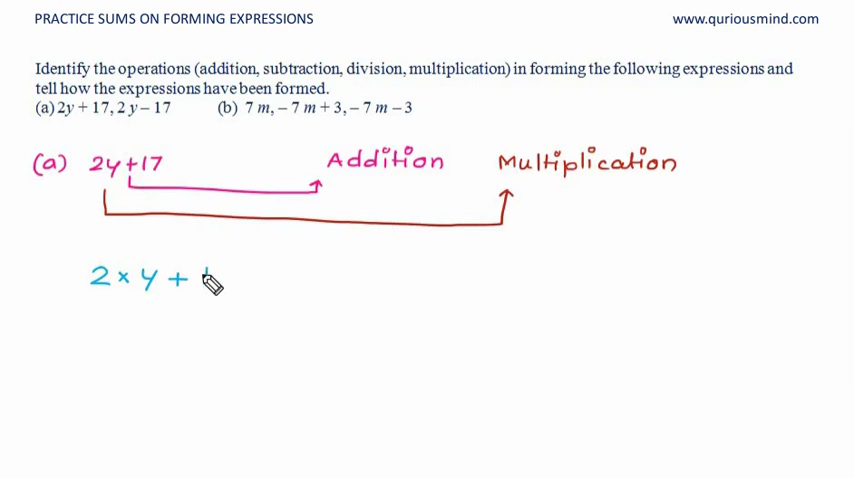 PRACTICE SUMS ON FORMING EXPRESSIONS www.quriousmind.com
Identify the operations (addition, subtraction, division, multiplication) in forming the following expressions and
tell how the expressions have been formed.
(a) 2y + 17, 2 y – 17 (b) 7 m, – 7 m + 3, – 7 m – 3
(a) 2y+17 Addition Multiplication
2 × y +